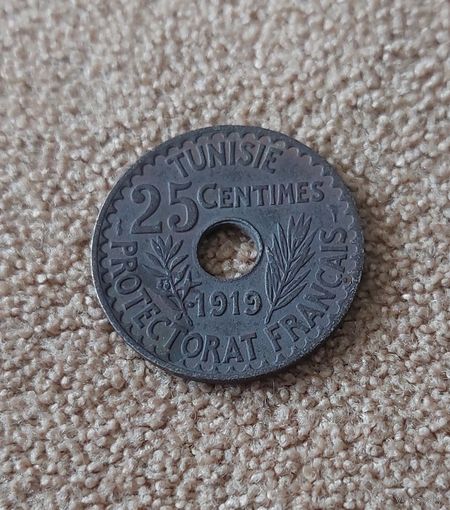 TUNISIE
25 CENTIMES
1919
PROTECTORAT FRANÇAIS